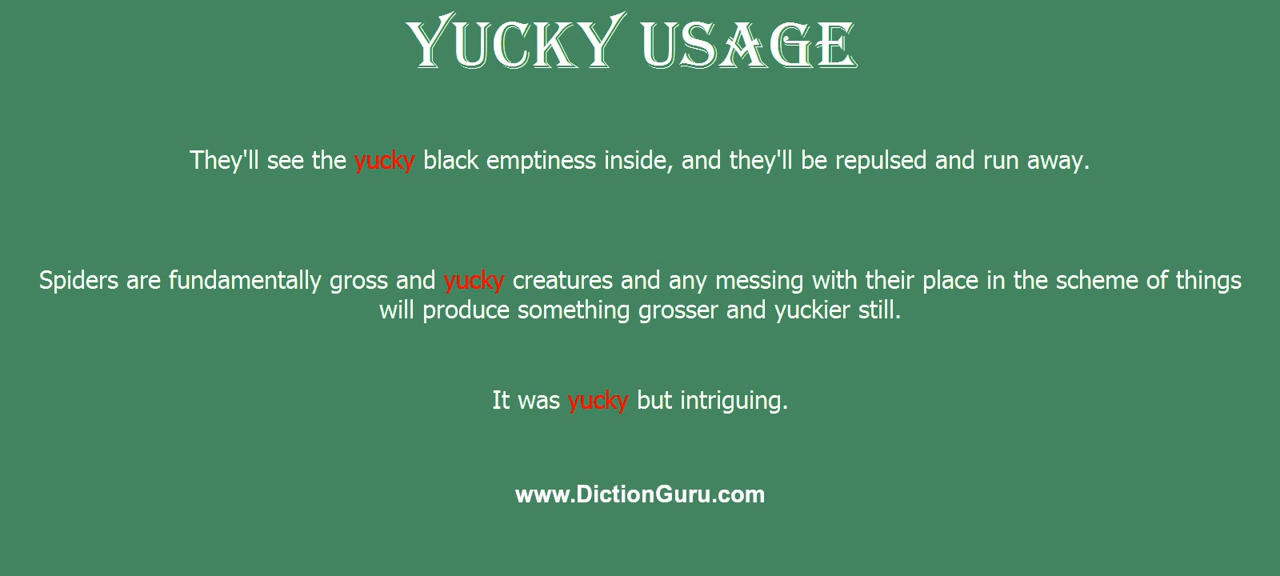 YUCKY USAGE
They'll see the yucky black emptiness inside, and they'll be repulsed and run away.
Spiders are fundamentally gross and yucky creatures and any messing with their place in the scheme of things
will produce something grosser and yuckier still.
It was yucky but intriguing.
www.DictionGuru.com